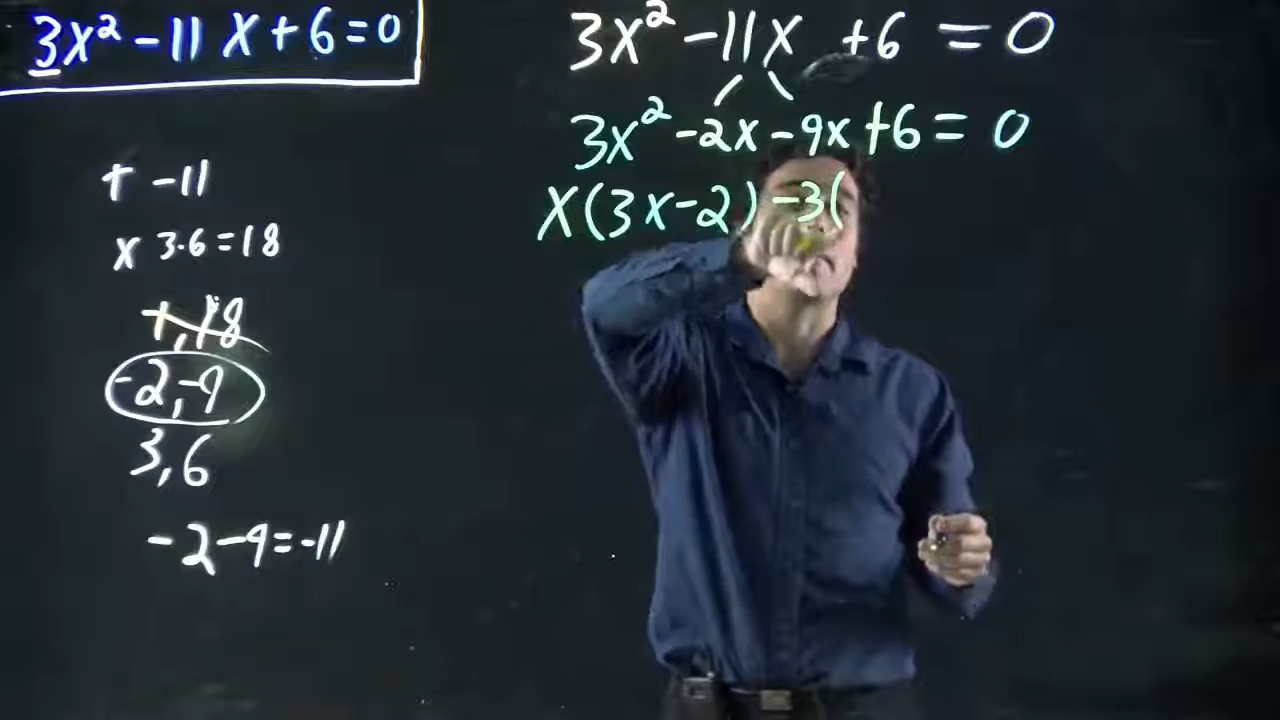 3x² - 11x + 6 = 0
+ -11
x 3·6 = 18
1, 18
-2, -9
3, 6
-2 - 9 = -11
3x² - 11x + 6 = 0
3x² - 2x - 9x + 6 = 0
x(3x - 2) - 3(